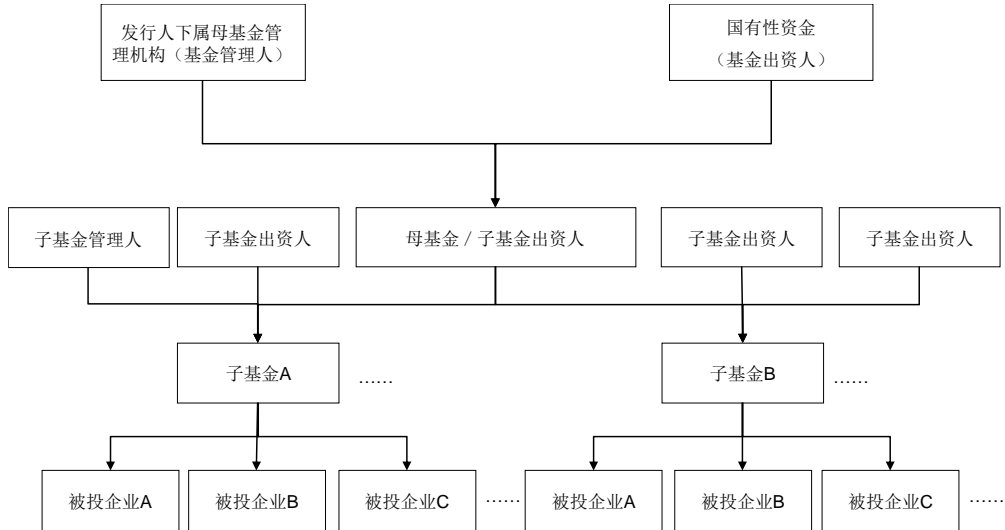 发行人下属母基金管
理机构（基金管理人）
国有性资金
（基金出资人）
子基金管理人
子基金出资人
母基金 / 子基金出资人
子基金出资人
子基金出资人
子基金A
……
子基金B
……
被投企业A
被投企业B
被投企业C
……
被投企业A
被投企业B
被投企业C
……